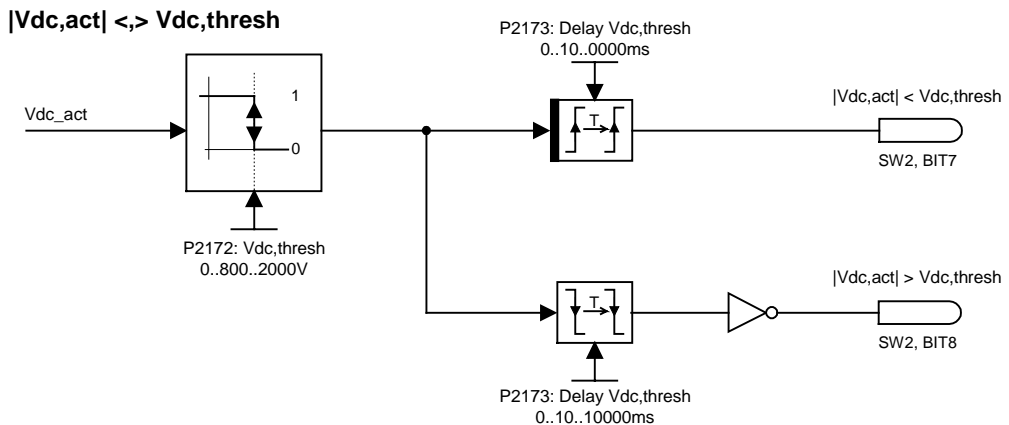 |Vdc,act| <,> Vdc,thresh
P2173: Delay Vdc,thresh
0..10..0000ms
Vdc_act
1
0
T
|Vdc,act| < Vdc,thresh
SW2, BIT7
P2172: Vdc,thresh
0..800..2000V
|Vdc,act| > Vdc,thresh
T
SW2, BIT8
P2173: Delay Vdc,thresh
0..10..10000ms